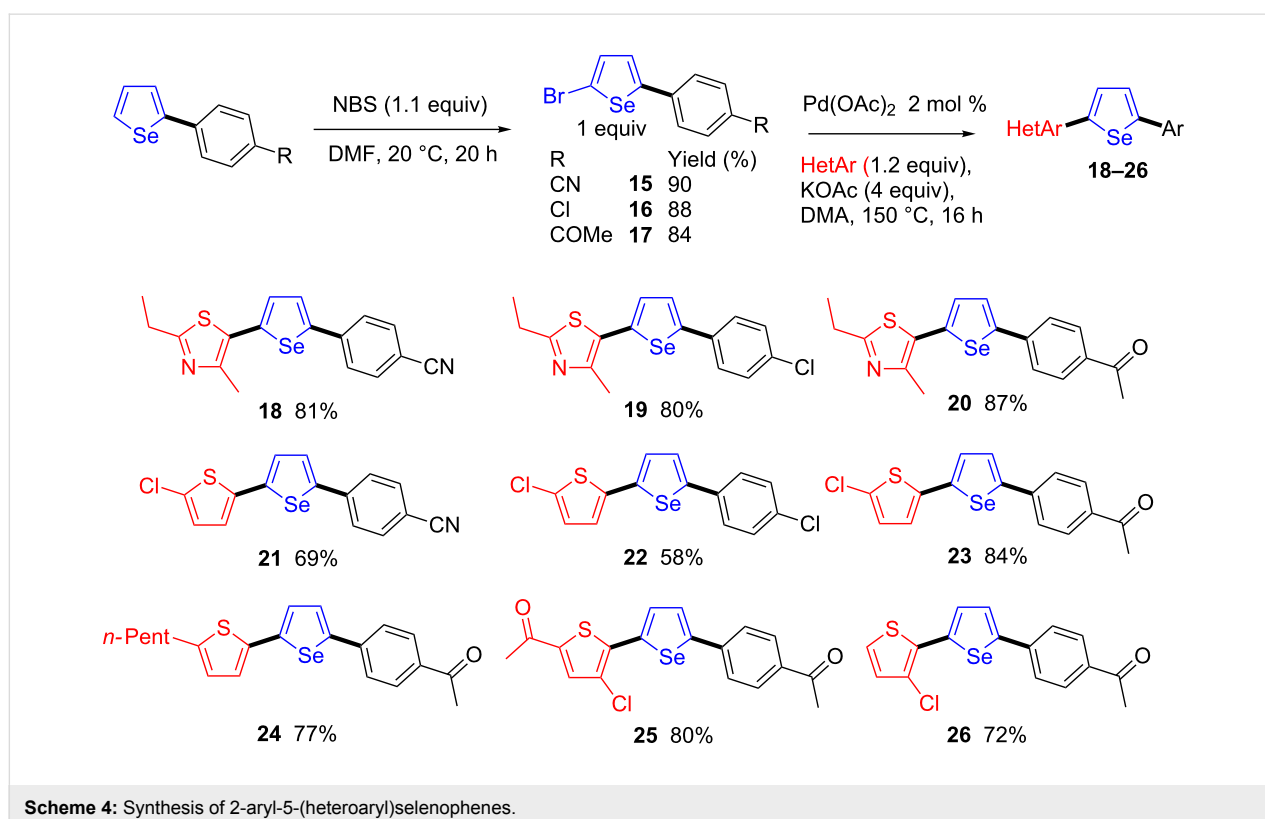 Se
R
NBS (1.1 equiv)
DMF, 20 °C, 20 h
Br
Se
R
1 equiv
R Yield (%)
CN 15 90
Cl 16 88
COMe 17 84
Pd(OAc)2 2 mol %
HetAr (1.2 equiv),
KOAc (4 equiv),
DMA, 150 °C, 16 h
HetAr
Se
Ar
18–26
S
N
Se
CN
18 81%
S
N
Se
Cl
19 80%
S
N
Se
O
20 87%
Cl
S
Se
CN
21 69%
Cl
S
Se
Cl
22 58%
Cl
S
Se
O
23 84%
n-Pent
S
Se
O
24 77%
O
S
Cl
Se
O
25 80%
S
Cl
Se
O
26 72%
Scheme 4: Synthesis of 2-aryl-5-(heteroaryl)selenophenes.